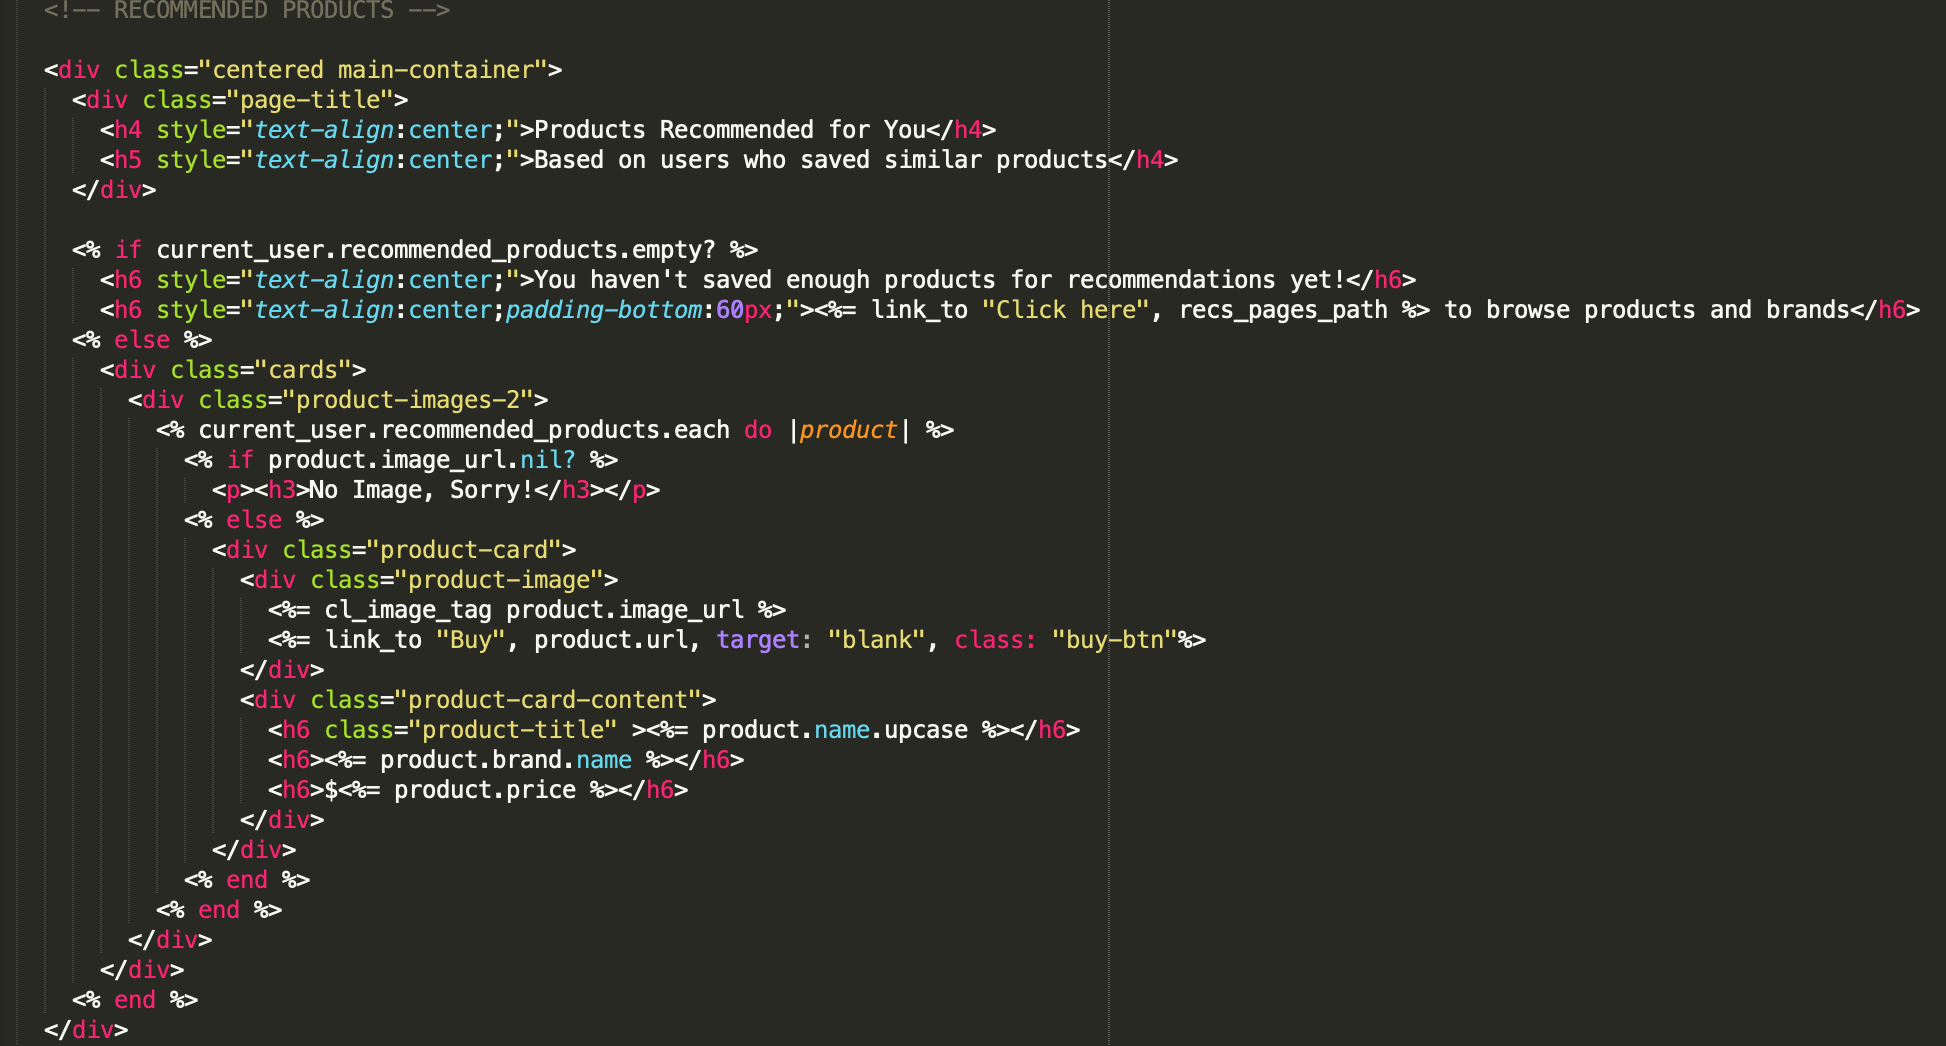 <!-- RECOMMENDED PRODUCTS -->
<div class="centered main-container">
<div class="page-title">
<h4 style="text-align:center;">Products Recommended for You</h4>
<h5 style="text-align:center;">Based on users who saved similar products</h4>
</div>
<% if current_user.recommended_products.empty? %>
<h6 style="text-align:center;">You haven't saved enough products for recommendations yet!</h6>
<h6 style="text-align:center;padding-bottom:60px;"><%= link_to "Click here", recs_pages_path %> to browse products and brands</h6>
<% else %>
<div class="cards">
<div class="product-images-2">
<% current_user.recommended_products.each do |product| %>
<% if product.image_url.nil? %>
<p><h3>No Image, Sorry!</h3></p>
<% else %>
<div class="product-card">
<div class="product-image">
<%= cl_image_tag product.image_url %>
<%= link_to "Buy", product.url, target: "blank", class: "buy-btn"%>
</div>
<div class="product-card-content">
<h6 class="product-title" ><%= product.name.upcase %></h6>
<h6><%= product.brand.name %></h6>
<h6>$<%= product.price %></h6>
</div>
</div>
<% end %>
<% end %>
</div>
</div>
<% end %>
</div>